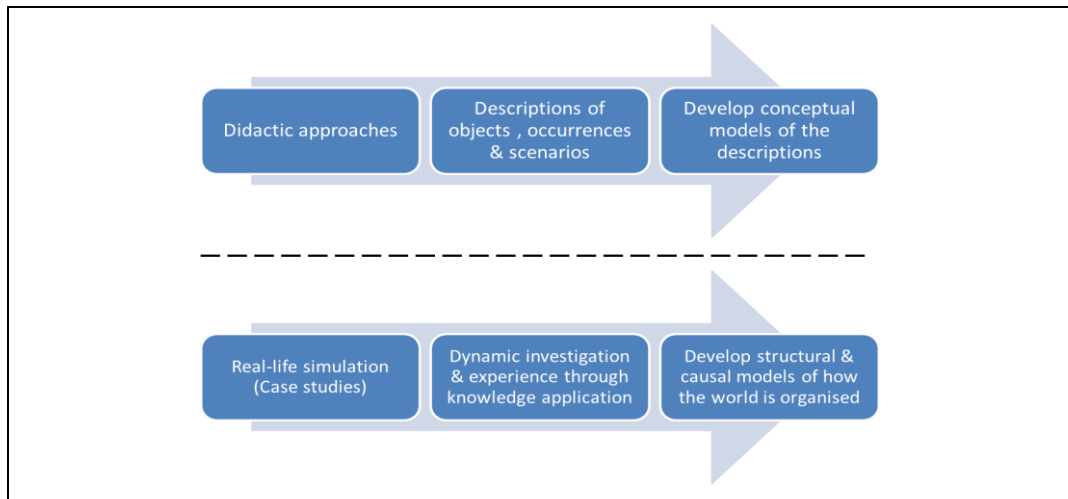 Didactic approaches
Descriptions of
objects , occurrences
& scenarios
Develop conceptual
models of the
descriptions
Real-life simulation
(Case studies)
Dynamic investigation
& experience through
knowledge application
Develop structural &
causal models of how
the world is organised